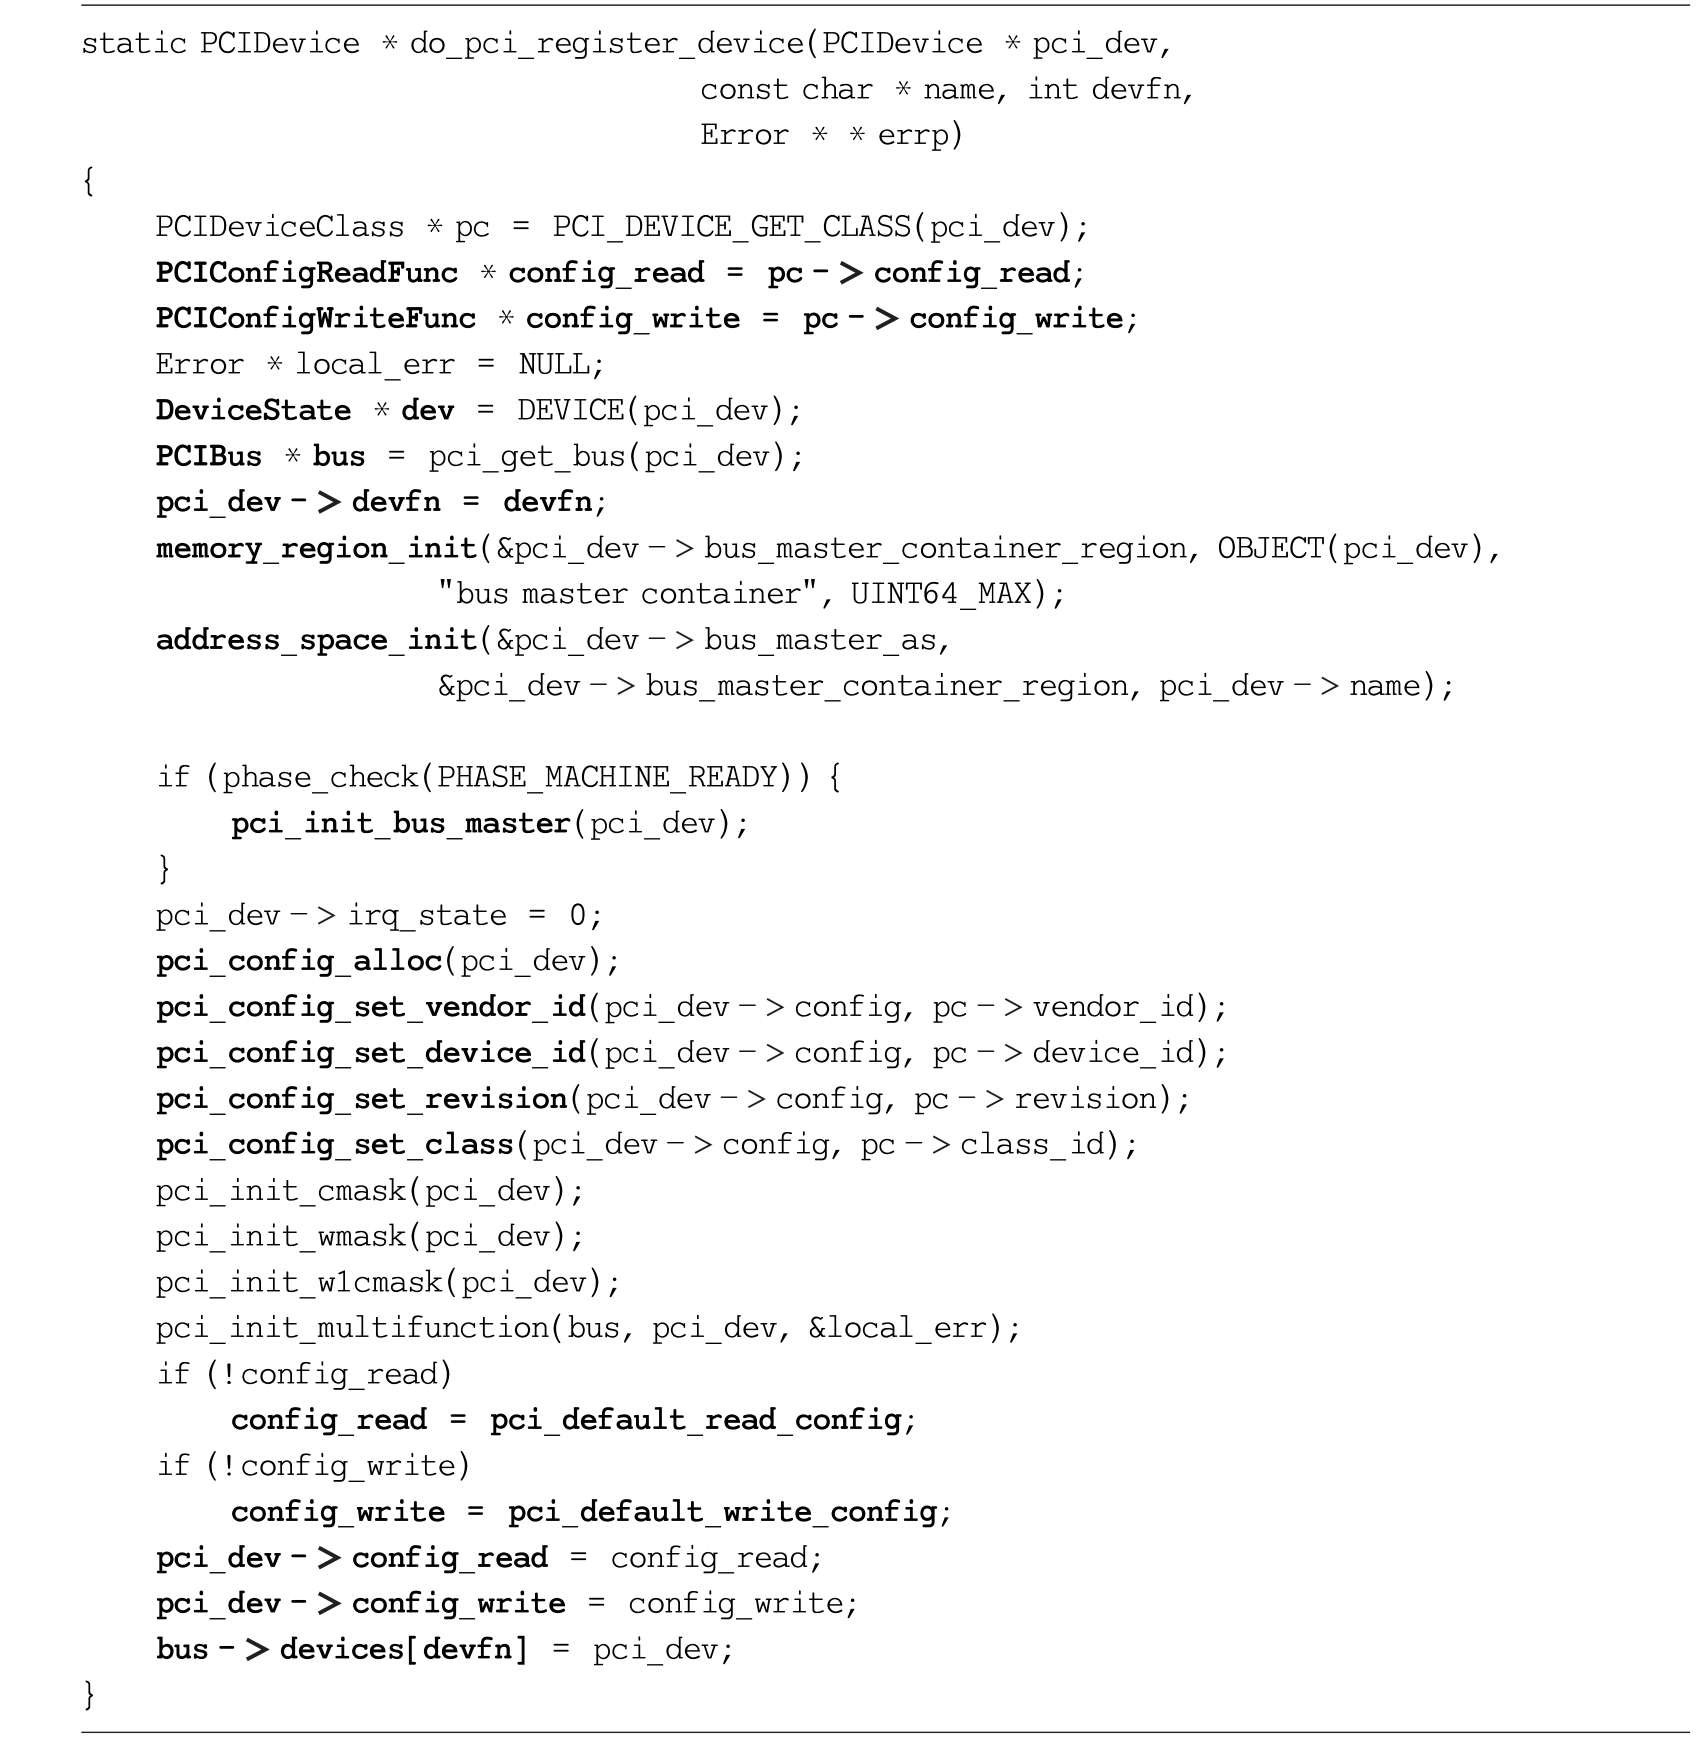 static PCIDevice * do_pci_register_device(PCIDevice * pci_dev,
const char * name, int devfn,
Error * * errp)
{
PCIDeviceClass * pc = PCI_DEVICE_GET_CLASS(pci_dev);
PCIConfigReadFunc * config_read = pc -> config_read;
PCIConfigWriteFunc * config_write = pc -> config_write;
Error * local_err = NULL;
DeviceState * dev = DEVICE(pci_dev);
PCIBus * bus = pci_get_bus(pci_dev);
pci_dev -> devfn = devfn;
memory_region_init(&pci_dev -> bus_master_container_region, OBJECT(pci_dev),
"bus master container", UINT64_MAX);
address_space_init(&pci_dev -> bus_master_as,
&pci_dev -> bus_master_container_region, pci_dev -> name);
if (phase_check(PHASE_MACHINE_READY)) {
pci_init_bus_master(pci_dev);
}
pci_dev -> irq_state = 0;
pci_config_alloc(pci_dev);
pci_config_set_vendor_id(pci_dev -> config, pc -> vendor_id);
pci_config_set_device_id(pci_dev -> config, pc -> device_id);
pci_config_set_revision(pci_dev -> config, pc -> revision);
pci_config_set_class(pci_dev -> config, pc -> class_id);
pci_init_cmask(pci_dev);
pci_init_wmask(pci_dev);
pci_init_w1cmask(pci_dev);
pci_init_multifunction(bus, pci_dev, &local_err);
if (!config_read)
config_read = pci_default_read_config;
if (!config_write)
config_write = pci_default_write_config;
pci_dev -> config_read = config_read;
pci_dev -> config_write = config_write;
bus -> devices[devfn] = pci_dev;
}